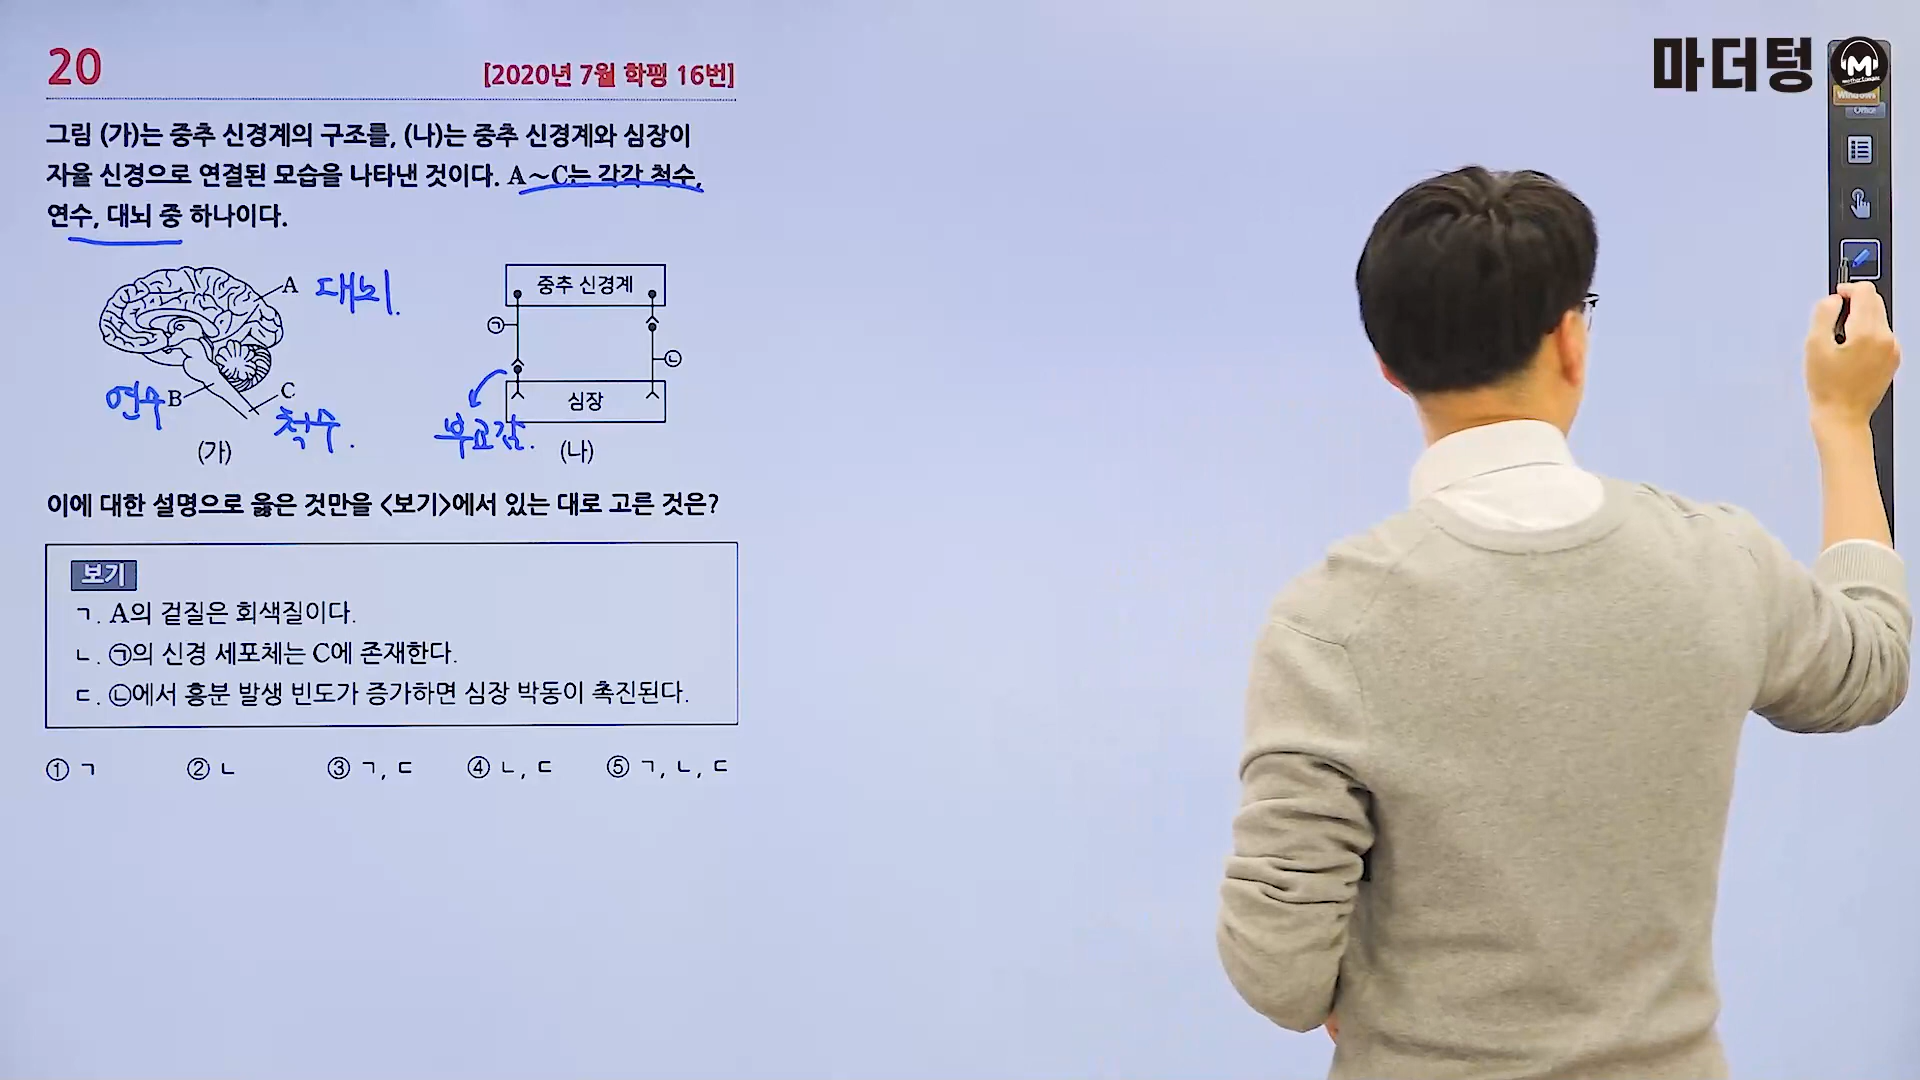 20
[2020년 7월 학평 16번]
마더텅
그림 (가)는 중추 신경계의 구조를, (나)는 중추 신경계와 심장이
자율 신경으로 연결된 모습을 나타낸 것이다. A~C는 각각 척수,
연수, 대뇌 중 하나이다.
A 대뇌.
연수 B
C
척수.
(가)
중추 신경계
㉠
㉡
심장
부교감.
(나)
이에 대한 설명으로 옳은 것만을 <보기>에서 있는 대로 고른 것은?
보기
ㄱ. A의 겉질은 회색질이다.
ㄴ. ㉠의 신경 세포체는 C에 존재한다.
ㄷ. ㉡에서 흥분 발생 빈도가 증가하면 심장 박동이 촉진된다.
① ㄱ ② ㄴ ③ ㄱ, ㄷ ④ ㄴ, ㄷ ⑤ ㄱ, ㄴ, ㄷ